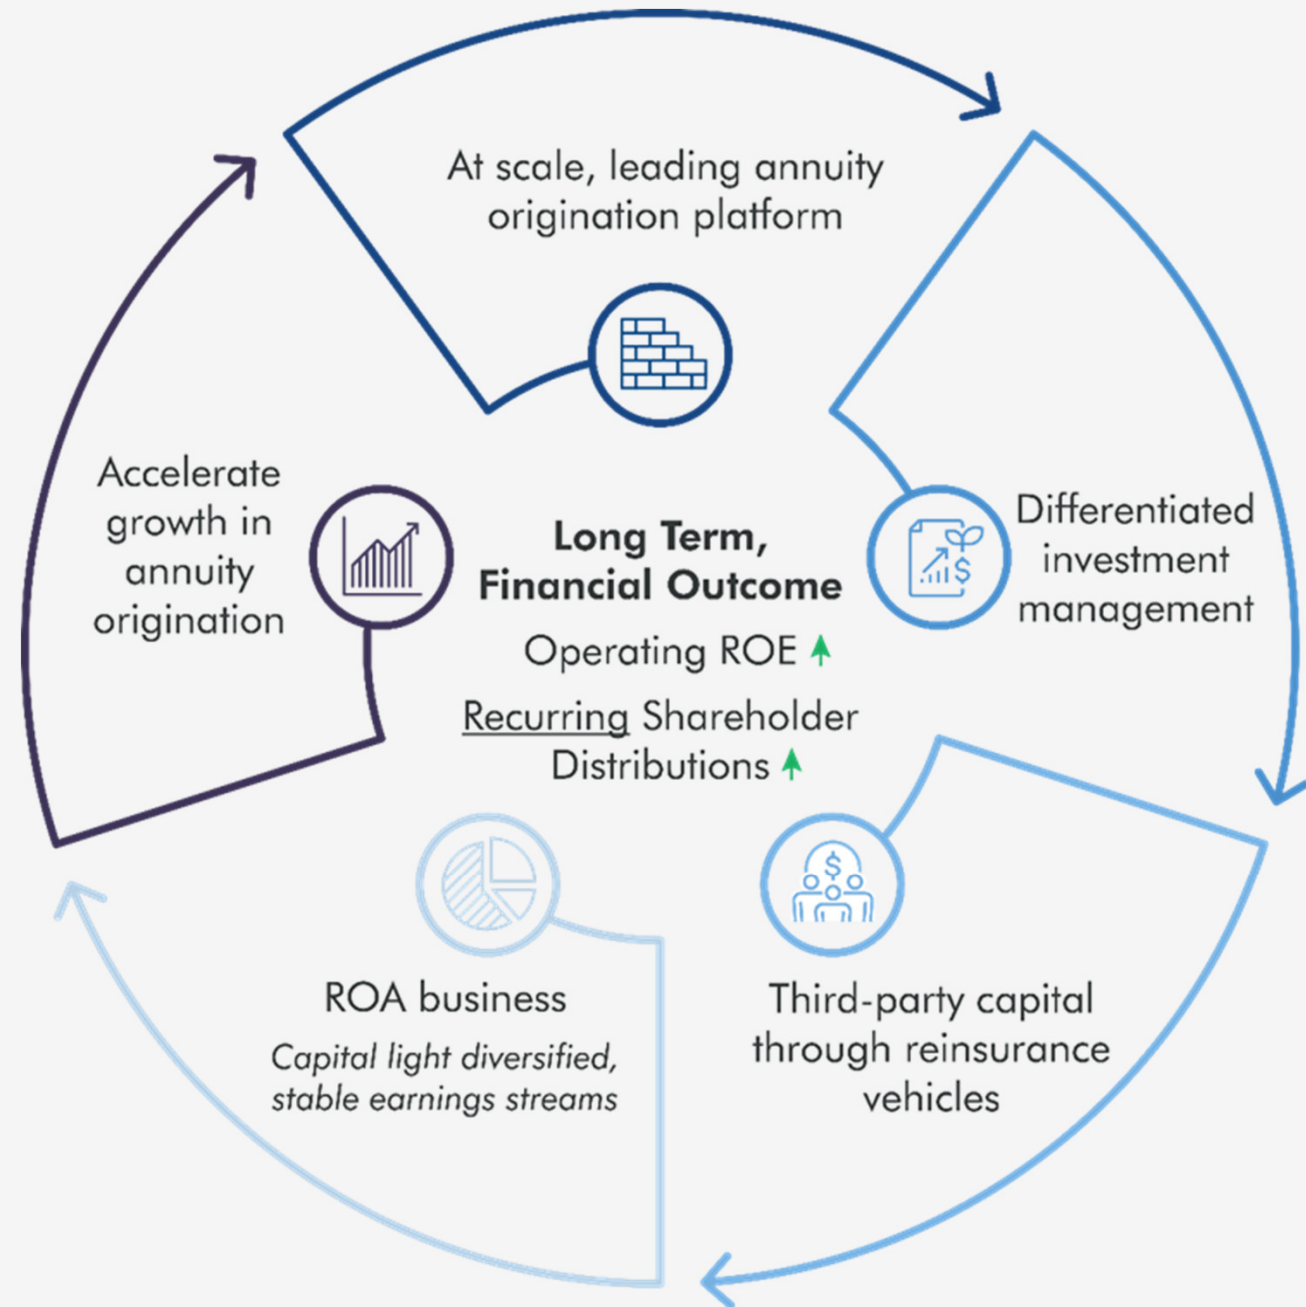 At scale, leading annuity
origination platform
Differentiated
investment
management
Third-party capital
through reinsurance
vehicles
ROA business
Capital light diversified,
stable earnings streams
Accelerate
growth in
annuity
origination
Long Term,
Financial Outcome
Operating ROE
Recurring Shareholder
Distributions
$
$